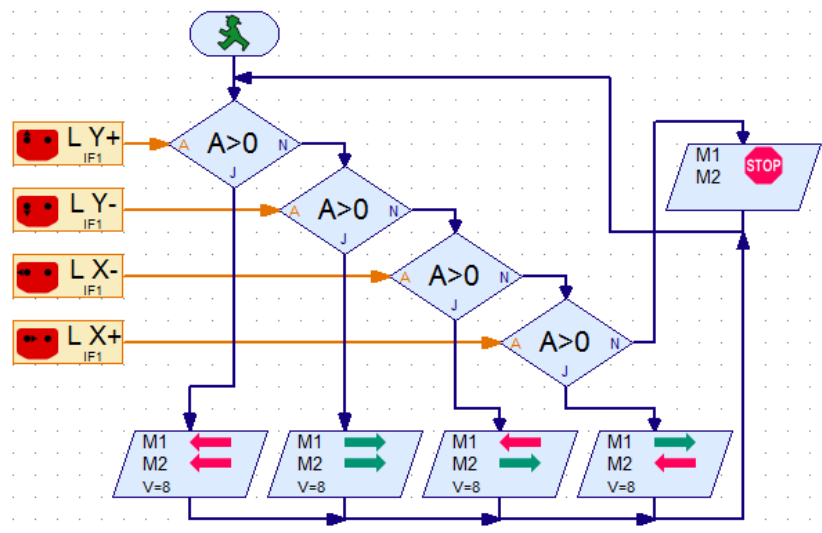 L Y+
IF1
A
A>0
N
J
L Y-
IF1
A
A>0
N
J
L X-
IF1
A
A>0
N
J
L X+
IF1
A
A>0
N
J
M1
M2
STOP
M1
M2
V=8
M1
M2
V=8
M1
M2
V=8
M1
M2
V=8